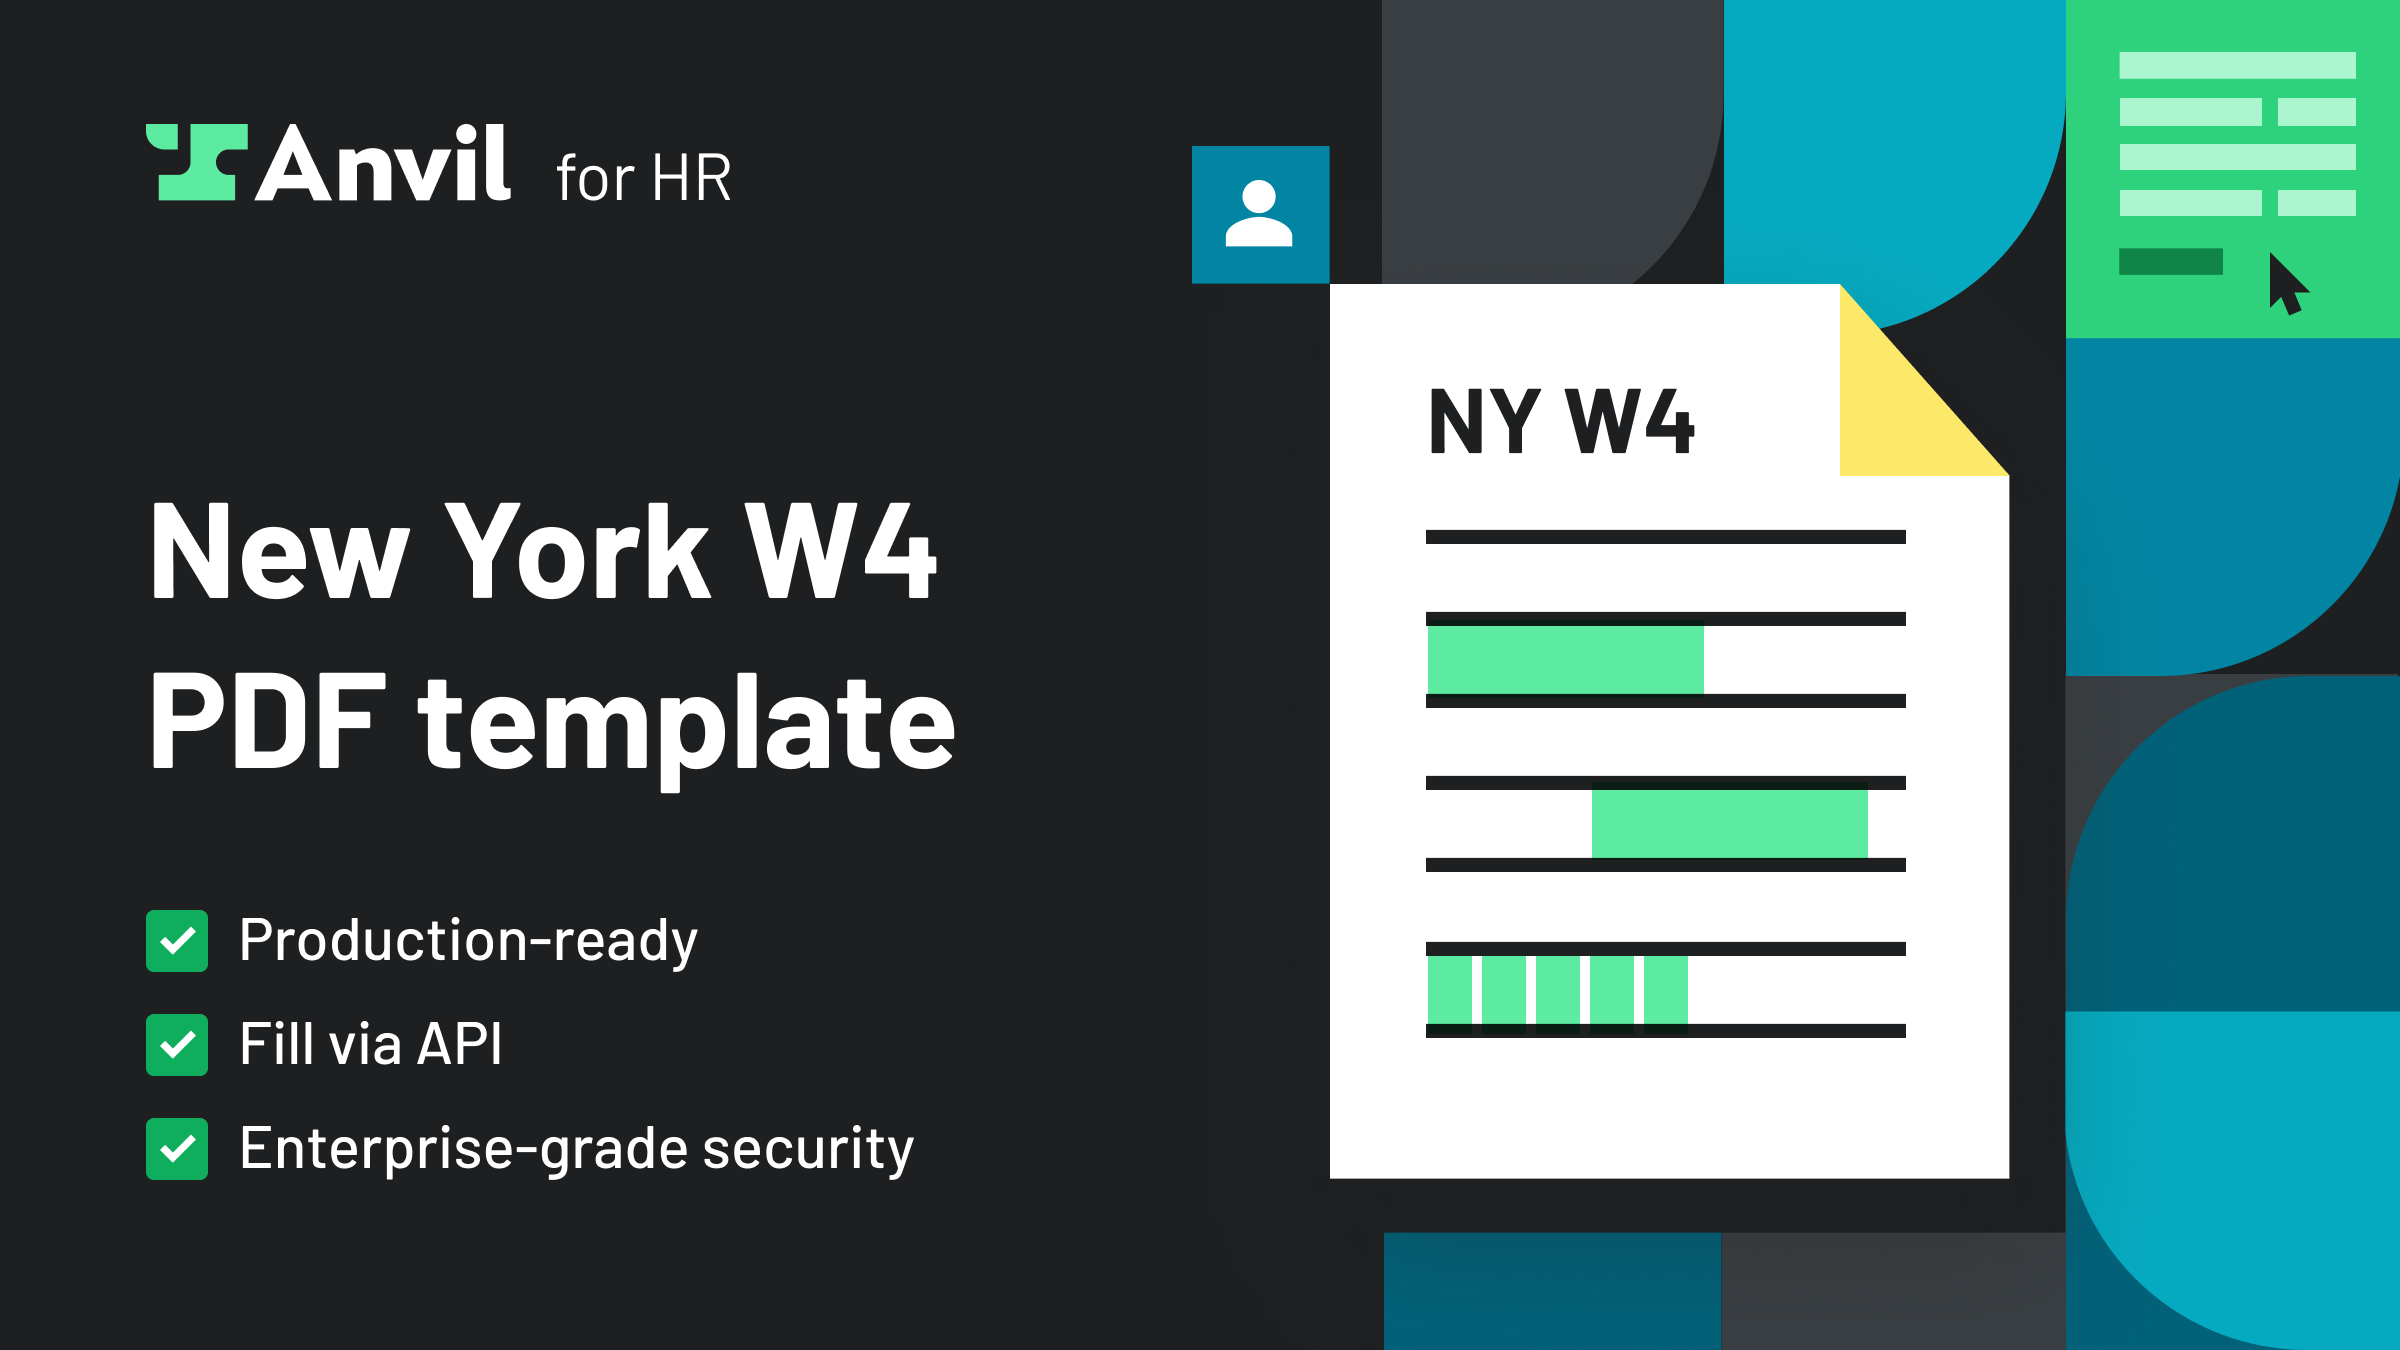 Anvil for HR
New York W4
PDF template
Production-ready
Fill via API
Enterprise-grade security
NY W4